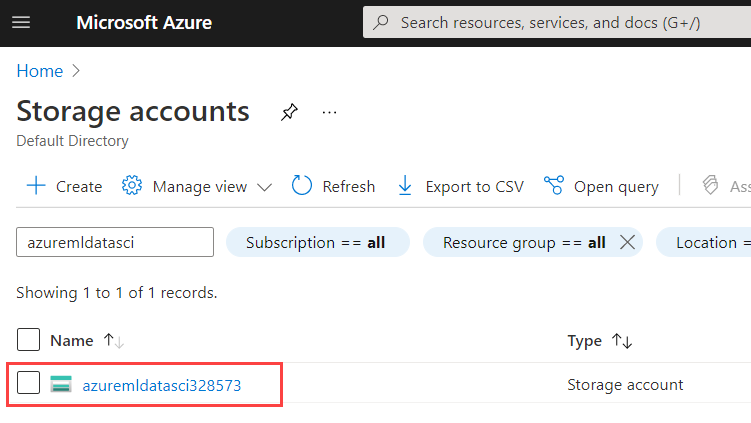 Microsoft Azure
Search resources, services, and docs (G+/)
Home
Storage accounts
Default Directory
Create Manage view Refresh Export to CSV Open query
azuremldatasci Subscription == all Resource group == all Location
Showing 1 to 1 of 1 records.
Name Type
azuremldatasci328573 Storage account